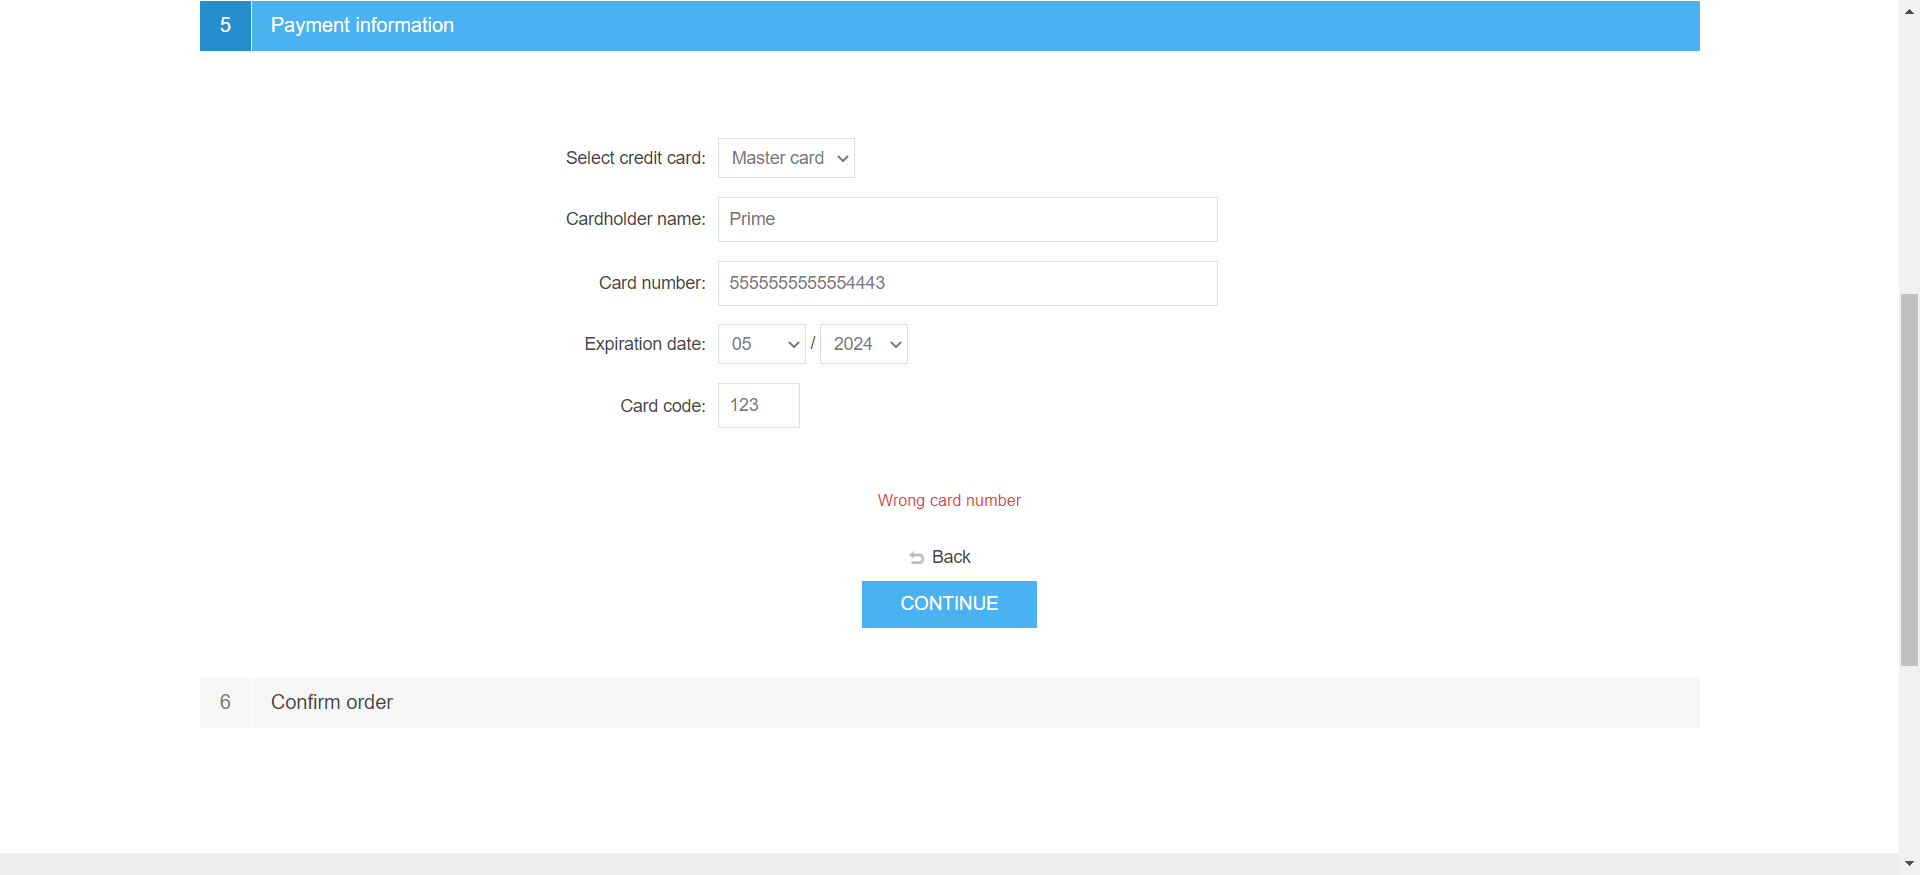 5 Payment information
Select credit card: Master card
Cardholder name: Prime
Card number: 5555555555554443
Expiration date: 05 / 2024
Card code: 123
Wrong card number
Back
CONTINUE
6 Confirm order